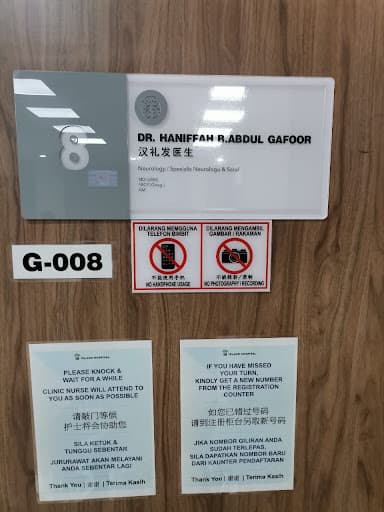 8
DR. HANIFFAH B.ABDUL GAFOOR
汉礼发医生
Neurology / Specialis Neurologi & Saraf
DILARANG MENGGUNA
TELEFON BIMBIT
不能使用手机
NO HANDPHONE USAGE
DILARANG MENGAMBIL
GAMBAR / RAKAMAN
NO PHOTOGRAPHY / RECORDING
G-008
ISLAND HOSPITAL
PLEASE KNOCK &
WAIT FOR A WHILE
CLINIC NURSE WILL ATTEND TO
YOU AS SOON AS POSSIBLE
请敲门等候
护士将会协助您
SILA KETUK &
TUNGGU SEBENTAR
JURURAWAT AKAN MELAYANI
ANDA SEBENTAR LAGI
Thank You | 谢谢 | Terima Kasih
ISLAND HOSPITAL
IF YOU HAVE MISSED
YOUR TURN,
KINDLY GET A NEW NUMBER
FROM THE REGISTRATION
COUNTER
如您已错过号码
请到注册柜台另取新号码
JIKA NOMBOR GILIRAN ANDA
SUDAH TERLEPAS,
SILA DAPATKAN NOMBOR BARU
DARI KAUNTER PENDAFTARAN
Thank You | 谢谢 | Terima Kasih